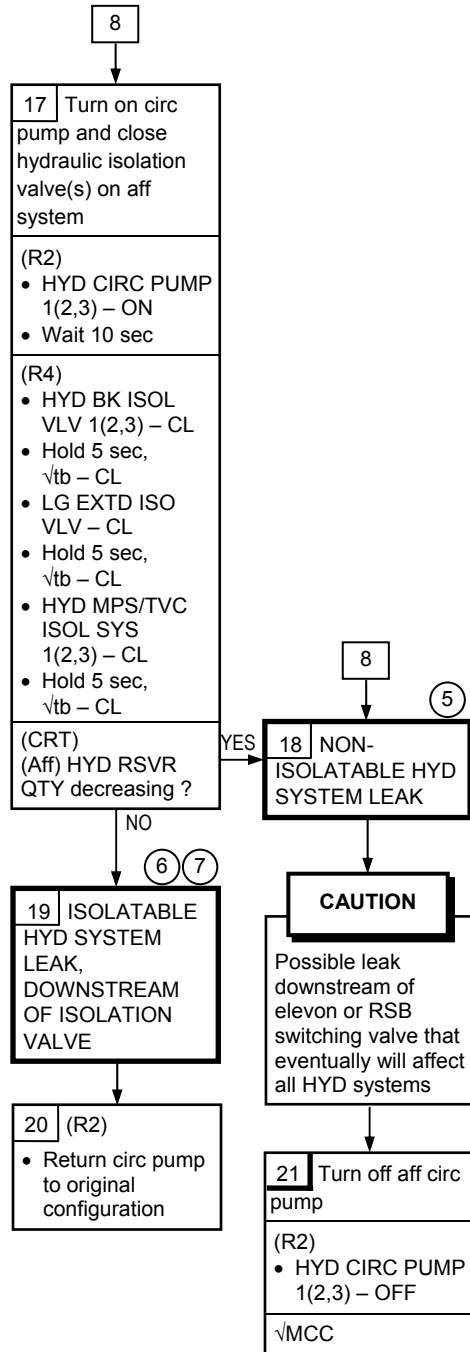 8
17 Turn on circ
pump and close
hydraulic isolation
valve(s) on aff
system
(R2)
• HYD CIRC PUMP
1(2,3) – ON
• Wait 10 sec
(R4)
• HYD BK ISOL
VLV 1(2,3) – CL
• Hold 5 sec,
√tb – CL
• LG EXTD ISO
VLV – CL
• Hold 5 sec,
√tb – CL
• HYD MPS/TVC
ISOL SYS
1(2,3) – CL
• Hold 5 sec,
√tb – CL
(CRT)
(Aff) HYD RSVR
QTY decreasing ?
YES
NO
8
5
18 NON-
ISOLATABLE HYD
SYSTEM LEAK
6 7
19 ISOLATABLE
HYD SYSTEM
LEAK,
DOWNSTREAM
OF ISOLATION
VALVE
20 (R2)
• Return circ pump
to original
configuration
CAUTION
Possible leak
downstream of
elevon or RSB
switching valve that
eventually will affect
all HYD systems
21 Turn off aff circ
pump
(R2)
• HYD CIRC PUMP
1(2,3) – OFF
√MCC